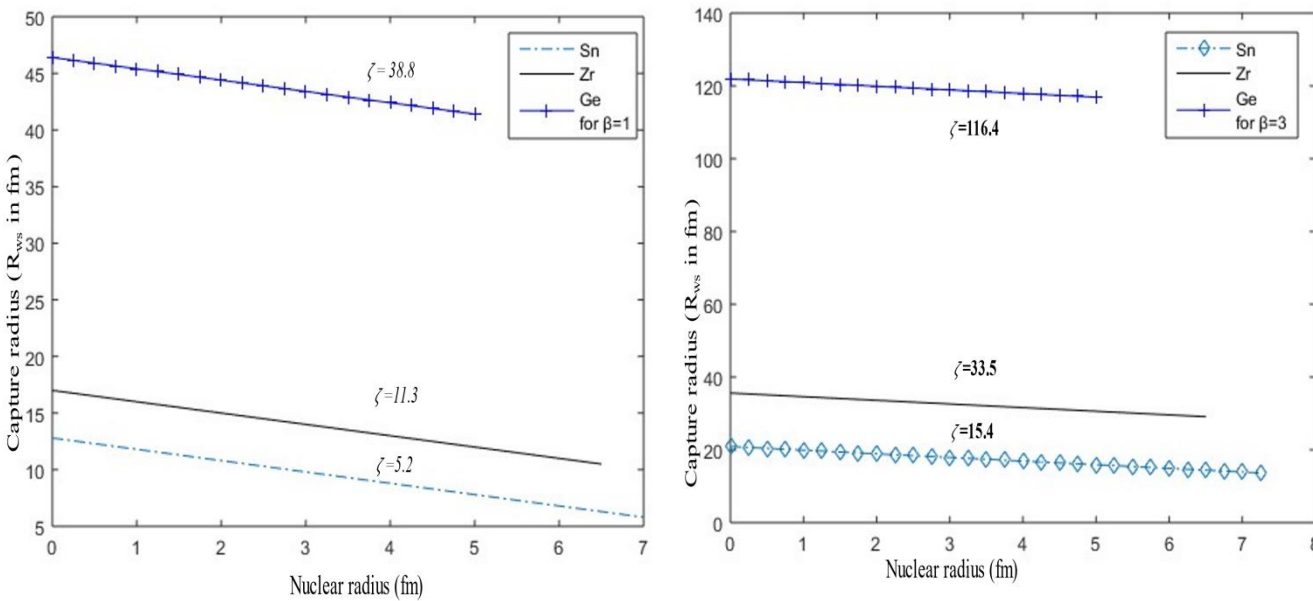 50
45
40
35
30
25
20
15
10
5
0 1 2 3 4 5 6 7
Capture radius (R_ws in fm)
Nuclear radius (fm)
ζ = 38.8
ζ =11.3
ζ =5.2
Sn
Zr
Ge
for β=1
140
120
100
80
60
40
20
0
0 1 2 3 4 5 6 7 8
Capture radius (R_ws in fm)
Nuclear radius (fm)
ζ=116.4
ζ=33.5
ζ=15.4
Sn
Zr
Ge
for β=3